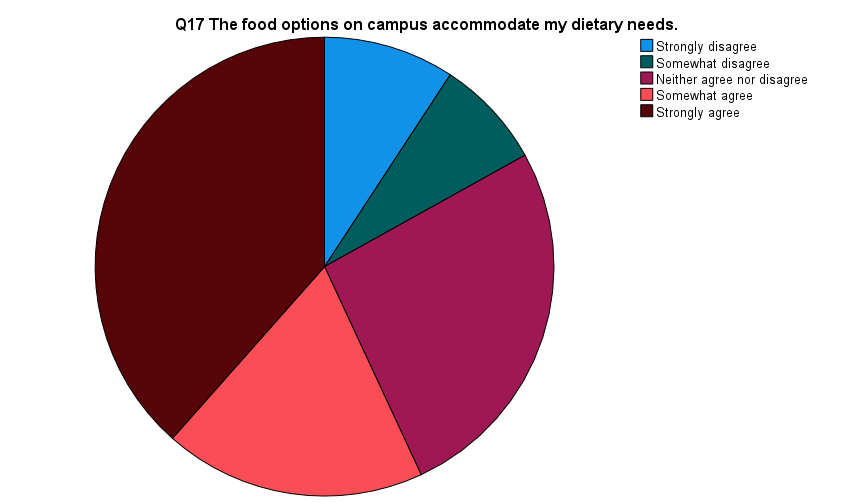 Q17 The food options on campus accommodate my dietary needs.
Strongly disagree
Somewhat disagree
Neither agree nor disagree
Somewhat agree
Strongly agree